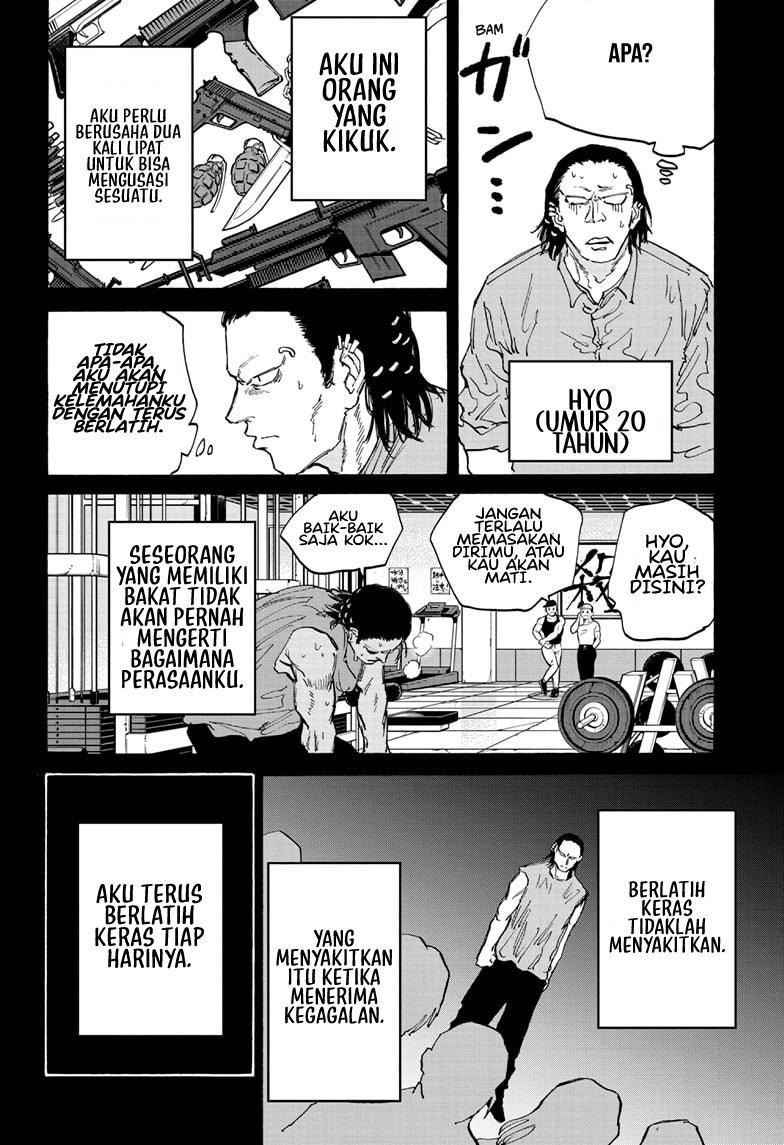 APA?
BAM
ガン…
HYO
(UMUR 20
TAHUN)
AKU INI
ORANG
YANG
KIKUK.
AKU PERLU
BERUSAHA DUA
KALI LIPAT
UNTUK BISA
MENGUSASI
SESUATU.
TIDAK
APA-APA,
AKU AKAN
MENUTUPI
KELEMAHANKU
DENGAN TERUS
BERLATIH.
HYO,
KAU
MASIH
DISINI?
JANGAN
TERLALU
MEMASAKAN
DIRIMU, ATAU
KAU AKAN
MATI.
AKU
BAIK-BAIK
SAJA KOK...
SESEORANG
YANG MEMILIKI
BAKAT TIDAK
AKAN PERNAH
MENGERTI
BAGAIMANA
PERASAANKU.
BERLATIH
KERAS
TIDAKLAH
MENYAKITKAN.
YANG
MENYAKITKAN
ITU KETIKA
MENERIMA
KEGAGALAN.
AKU TERUS
BERLATIH
KERAS TIAP
HARINYA.